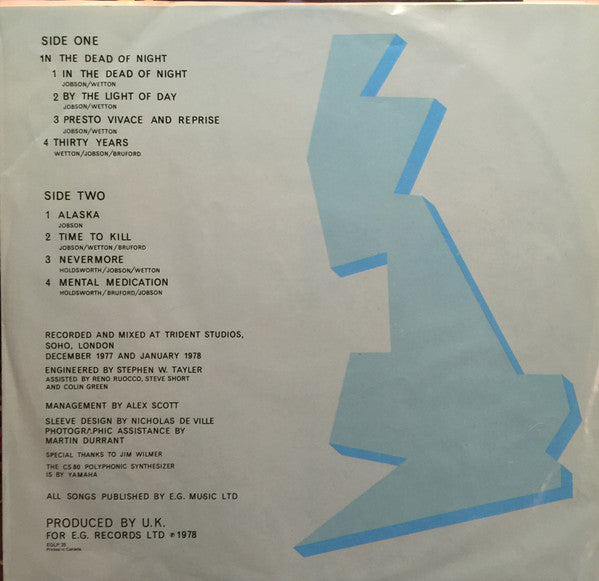 SIDE ONE
IN THE DEAD OF NIGHT
1 IN THE DEAD OF NIGHT
JOBSON/WETTON
2 BY THE LIGHT OF DAY
JOBSON/WETTON
3 PRESTO VIVACE AND REPRISE
JOBSON/WETTON
4 THIRTY YEARS
WETTON/JOBSON/BRUFORD
SIDE TWO
1 ALASKA
JOBSON
2 TIME TO KILL
JOBSON/WETTON/BRUFORD
3 NEVERMORE
HOLDSWORTH/JOBSON/WETTON
4 MENTAL MEDICATION
HOLDSWORTH/BRUFORD/JOBSON
RECORDED AND MIXED AT TRIDENT STUDIOS,
SOHO, LONDON
DECEMBER 1977 AND JANUARY 1978
ENGINEERED BY STEPHEN W. TAYLER
ASSISTED BY RENO RUOCCO, STEVE SHORT
AND COLIN GREEN
MANAGEMENT BY ALEX SCOTT
SLEEVE DESIGN BY NICHOLAS DE VILLE
PHOTOGRAPHIC ASSISTANCE BY
MARTIN DURRANT
SPECIAL THANKS TO JIM WILMER
THE CS80 POLYPHONIC SYNTHESIZER
IS BY YAMAHA
ALL SONGS PUBLISHED BY E.G. MUSIC LTD
PRODUCED BY U.K.
FOR E.G. RECORDS LTD ℗ 1978
EGLP 35
Printed in Canada